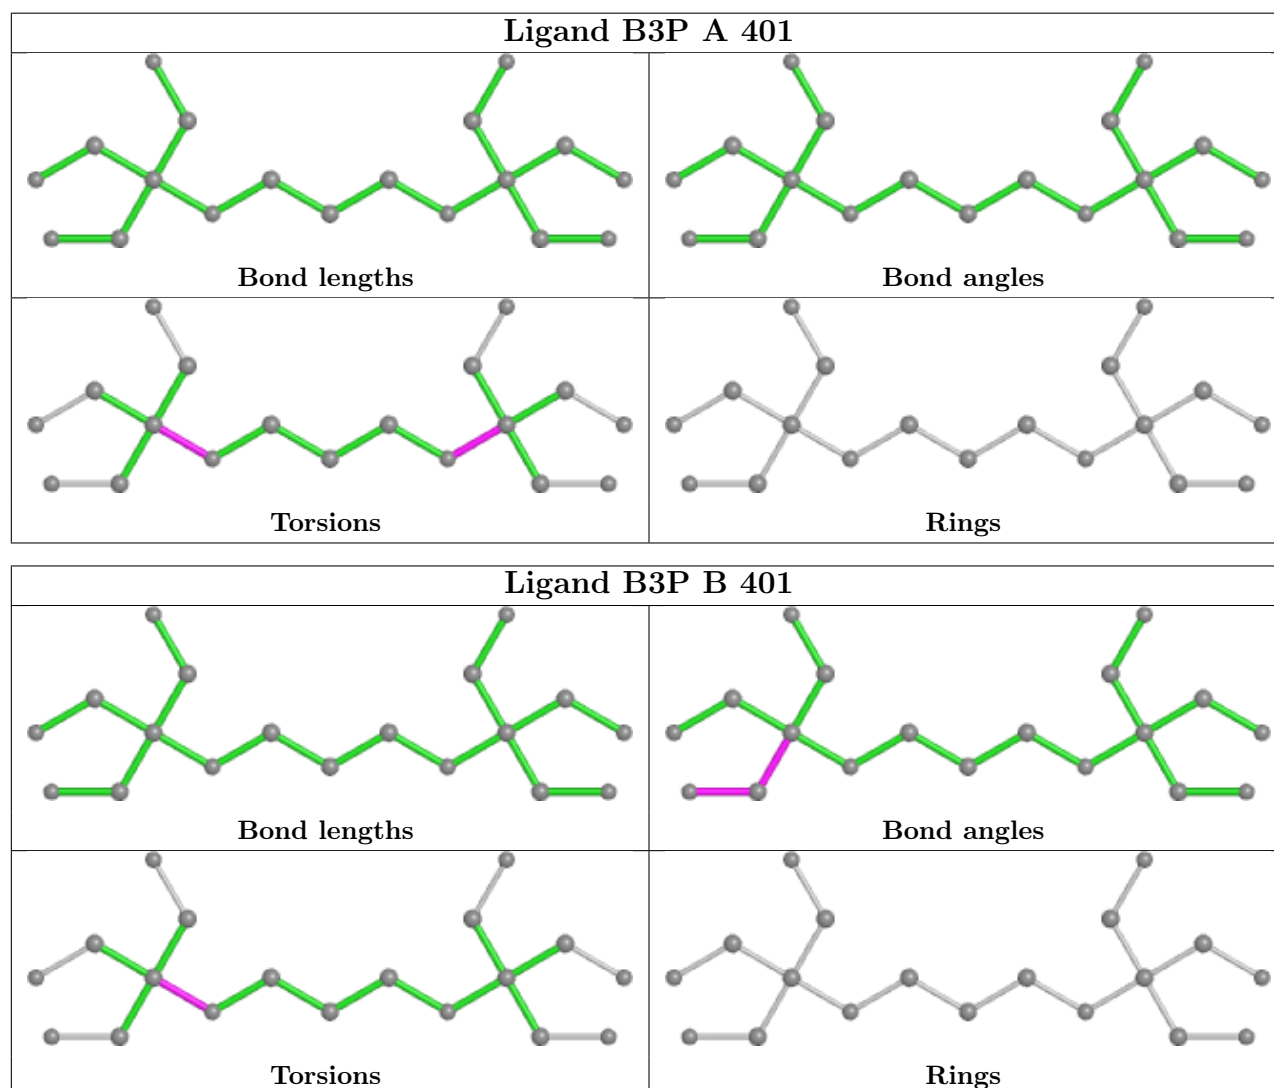 Ligand B3P A 401
Bond lengths
Bond angles
Torsions
Rings
Ligand B3P B 401
Bond lengths
Bond angles
Torsions
Rings